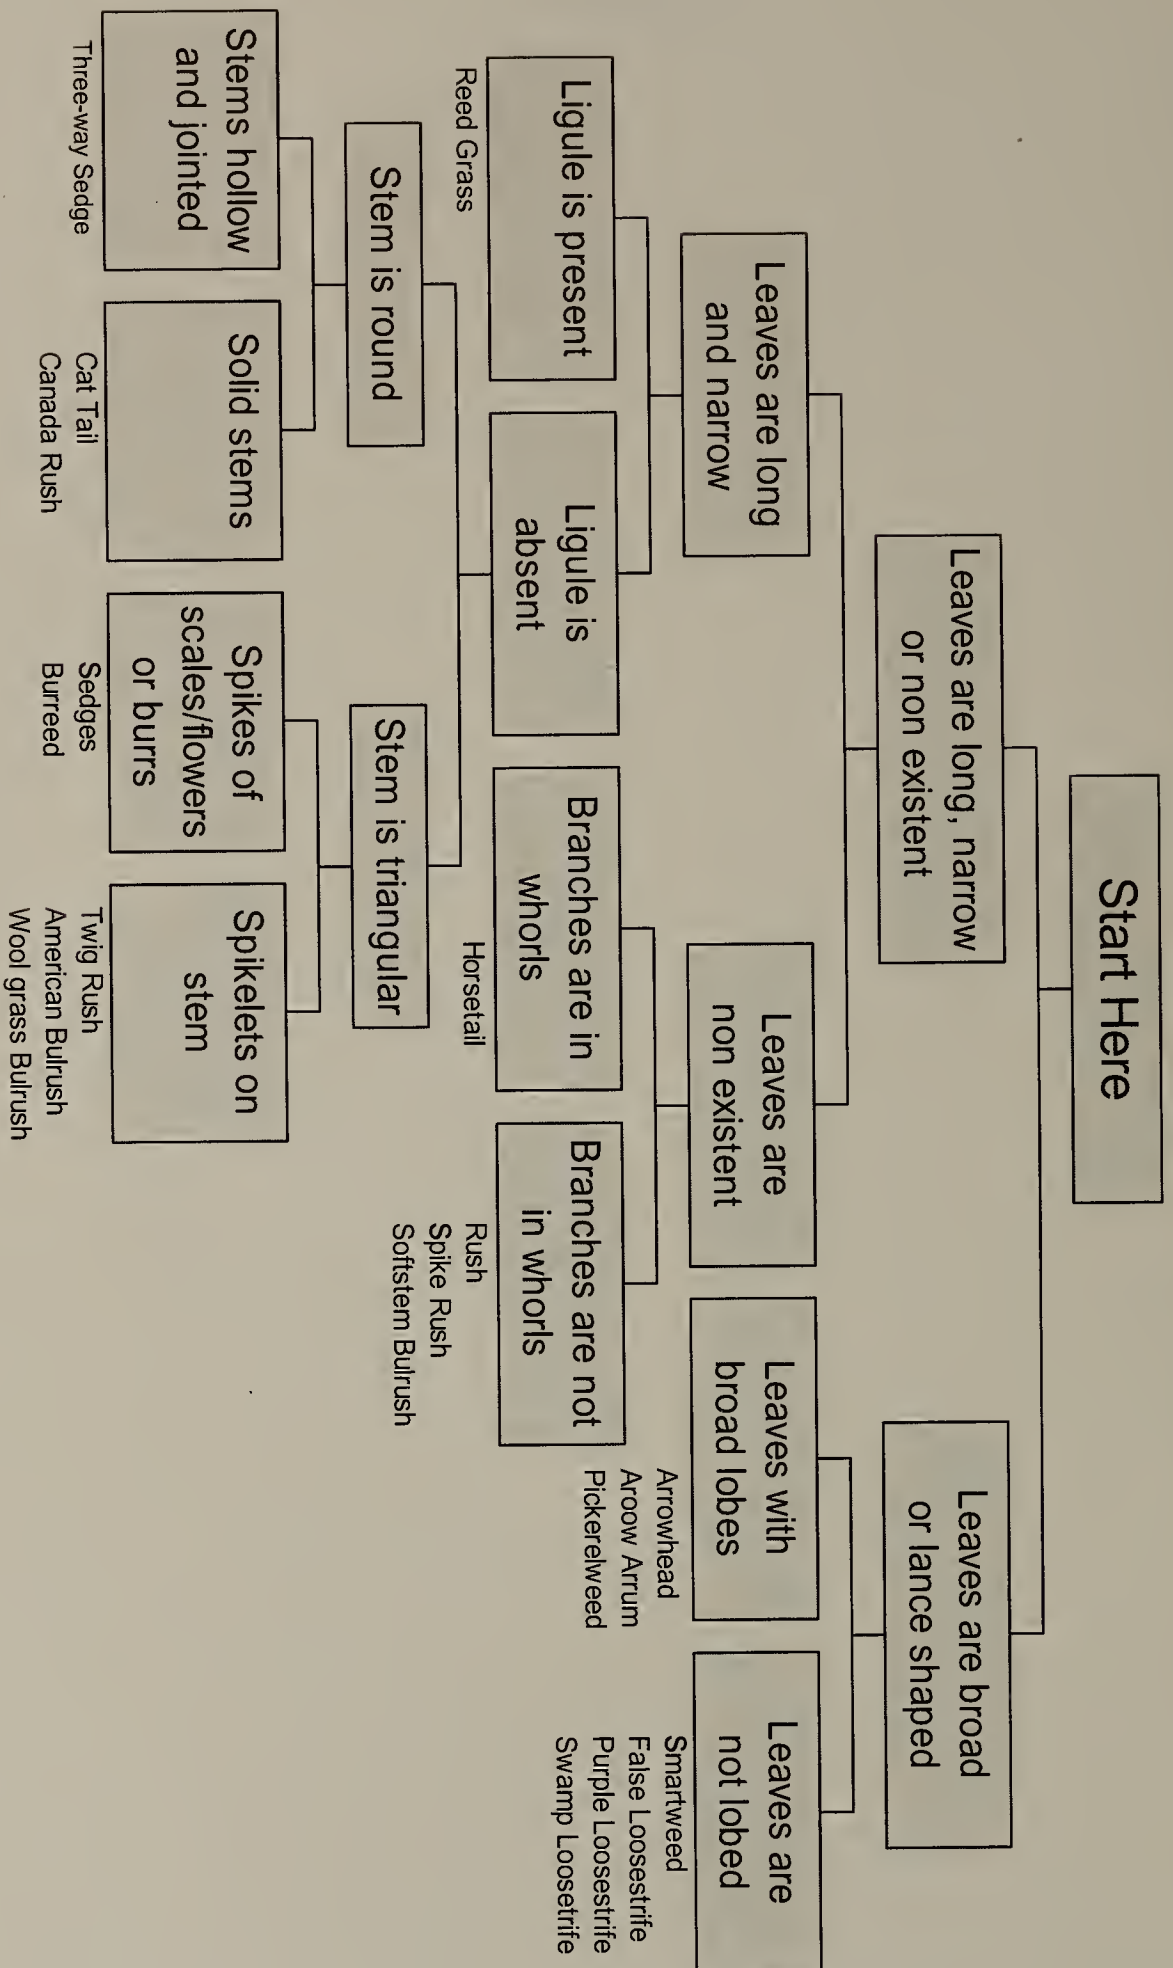 Start Here
Leaves are long, narrow
or non existent
Leaves are broad
or lance shaped
Leaves are long
and narrow
Leaves are
non existent
Leaves with
broad lobes
Arrowhead
Aroow Arrum
Pickerelweed
Leaves are
not lobed
Smartweed
False Loosestrife
Purple Loosestrife
Swamp Loosetrife
Ligule is present
Reed Grass
Ligule is
absent
Branches are in
whorls
Horsetail
Branches are not
in whorls
Rush
Spike Rush
Softstem Bulrush
Stem is round
Stem is triangular
Stems hollow
and jointed
Three-way Sedge
Solid stems
Cat Tail
Canada Rush
Spikes of
scales/flowers
or burrs
Sedges
Burreed
Spikelets on
stem
Twig Rush
American Bulrush
Wool grass Bulrush